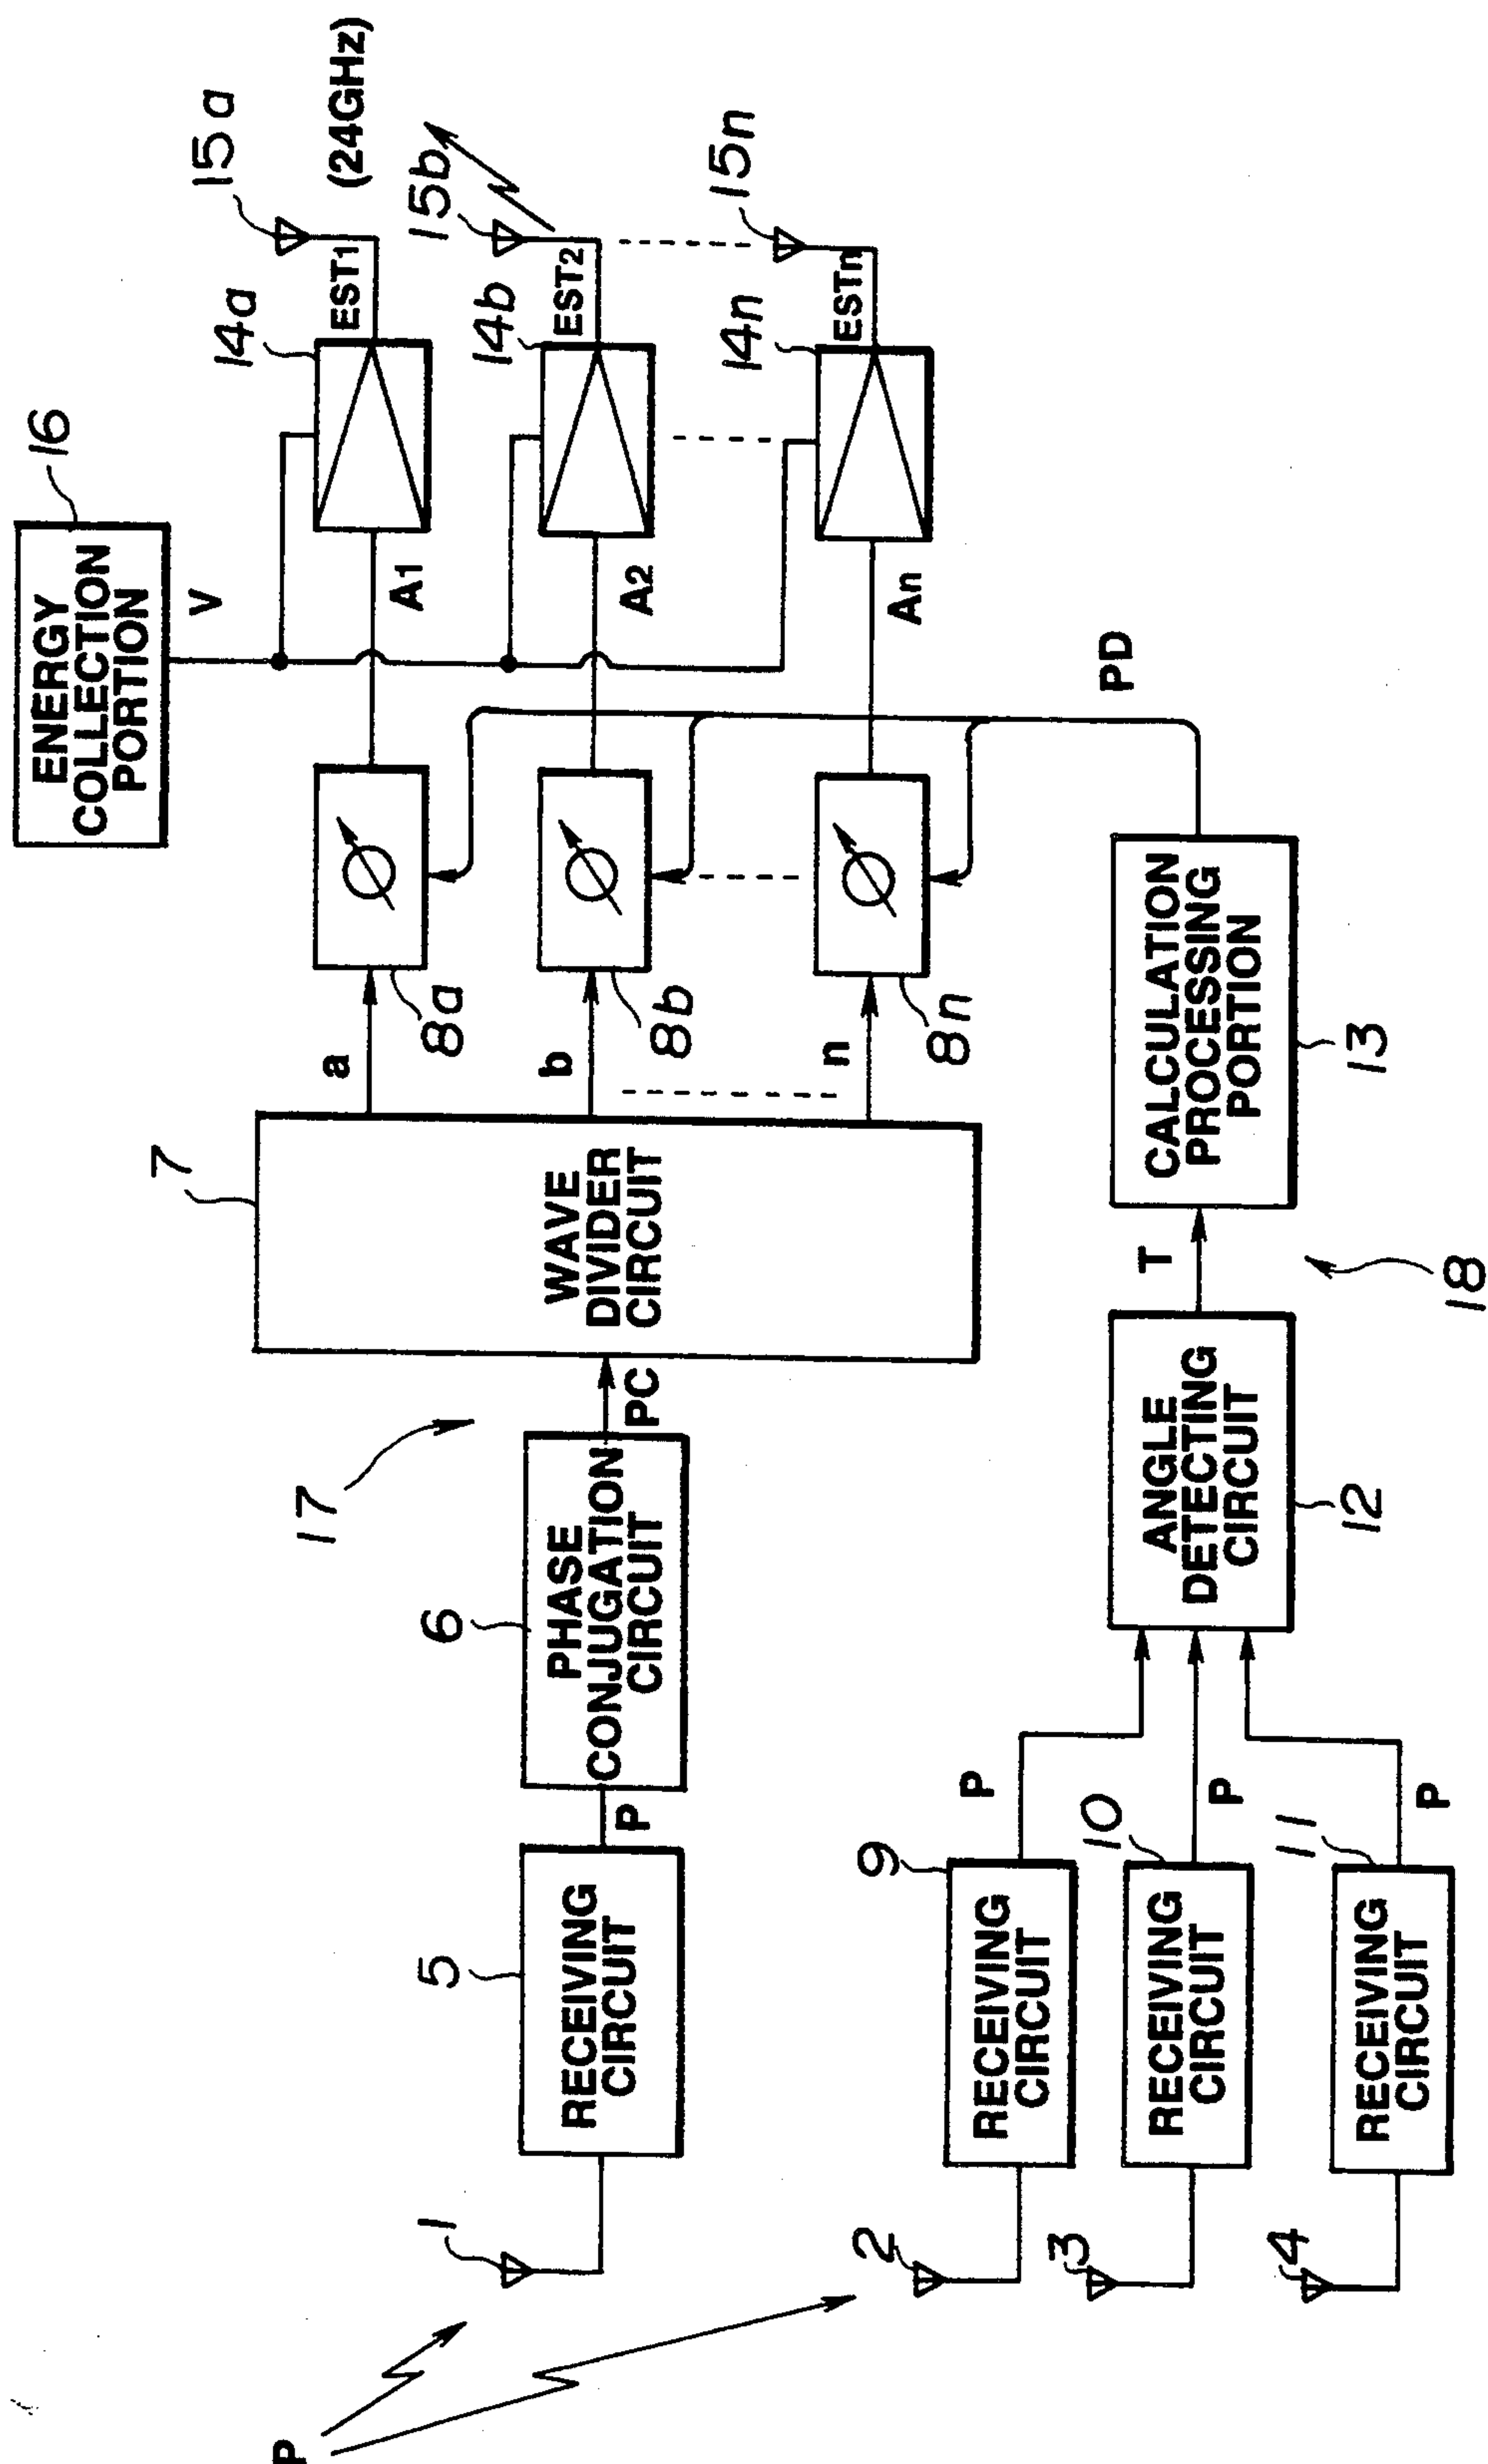 P
1
5
RECEIVING
CIRCUIT
P
6
PHASE
CONJUGATION
CIRCUIT
PC
17
7
WAVE
DIVIDER
CIRCUIT
a
b
n
8a
8b
8n
A1
A2
An
ENERGY
COLLECTION
PORTION
16
V
14a
14b
14n
EST1
EST2
ESTn
15a
15b
15n
(24GHz)
2
3
4
9
RECEIVING
CIRCUIT
P
10
RECEIVING
CIRCUIT
P
11
RECEIVING
CIRCUIT
P
ANGLE
DETECTING
CIRCUIT
12
T
18
CALCULATION
PROCESSING
PORTION
13
PD